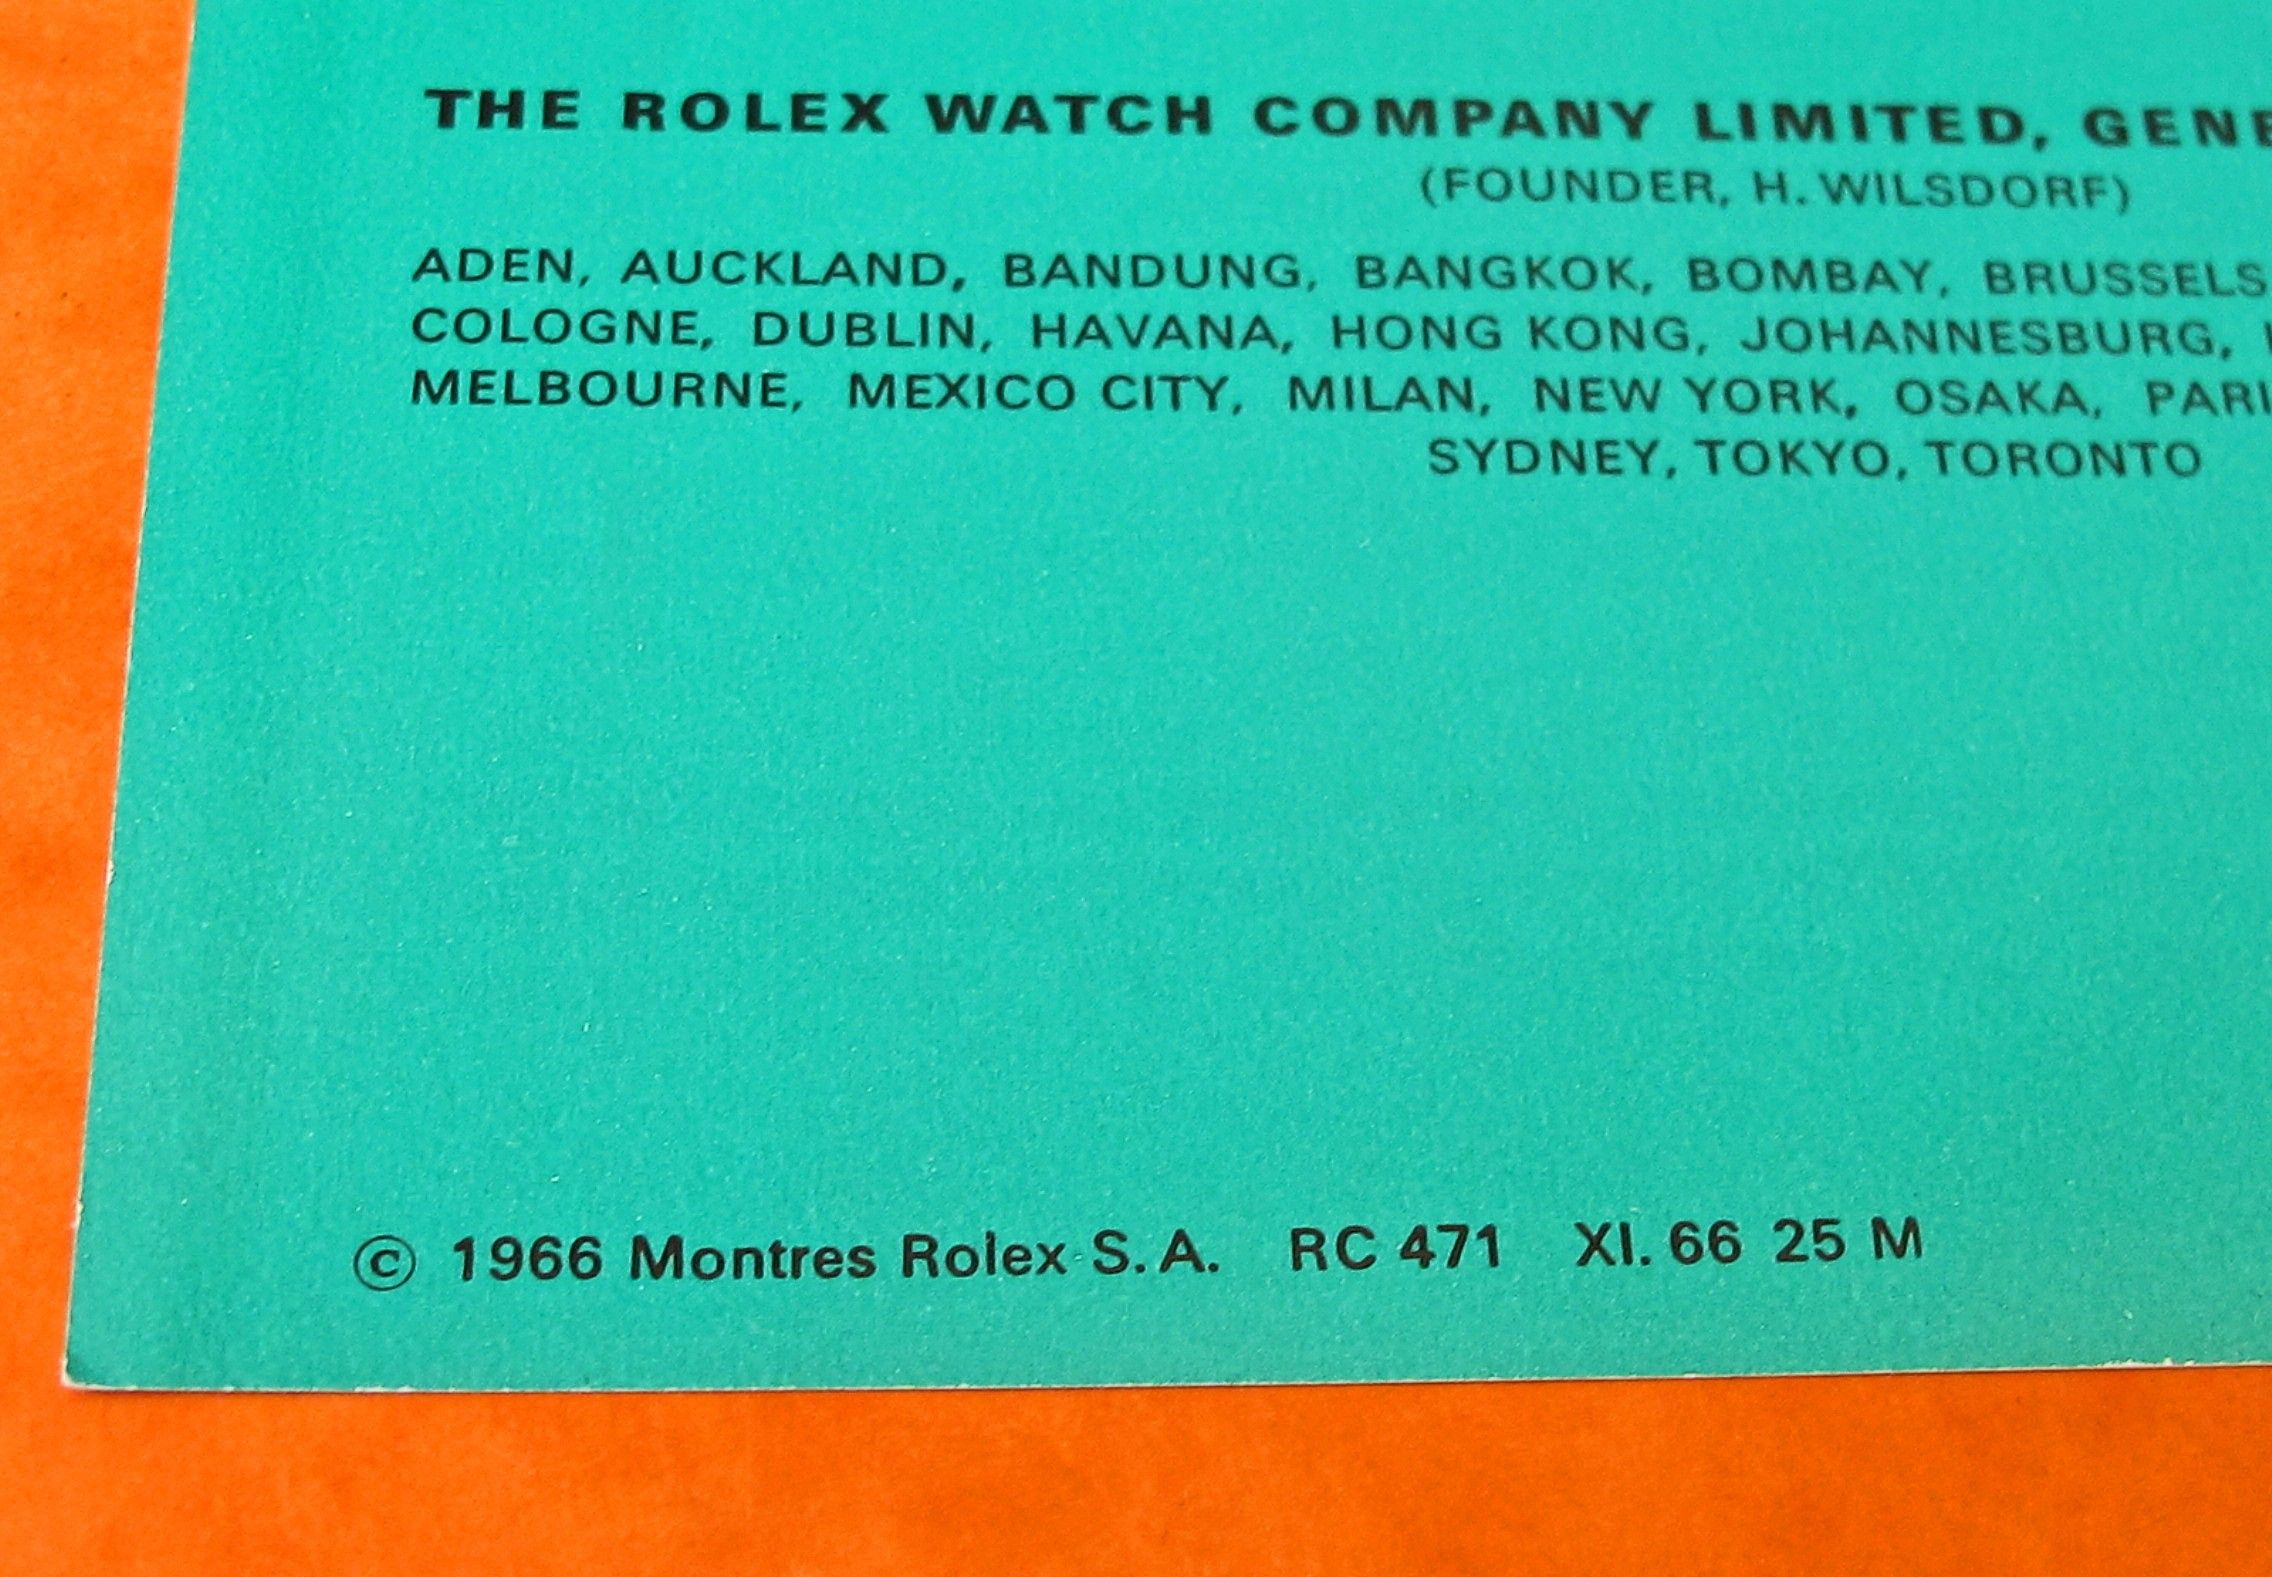 THE ROLEX WATCH COMPANY LIMITED,
(FOUNDER, H. WILSDORF)
ADEN, AUCKLAND, BANDUNG, BANGKOK, BOMBAY, BRUSSELS
COLOGNE, DUBLIN, HAVANA, HONG KONG, JOHANNESBURG,
MELBOURNE, MEXICO CITY, MILAN, NEW YORK, OSAKA,
SYDNEY, TOKYO, TORONTO
© 1966 Montres Rolex S.A. RC 471 XI. 66 25 M